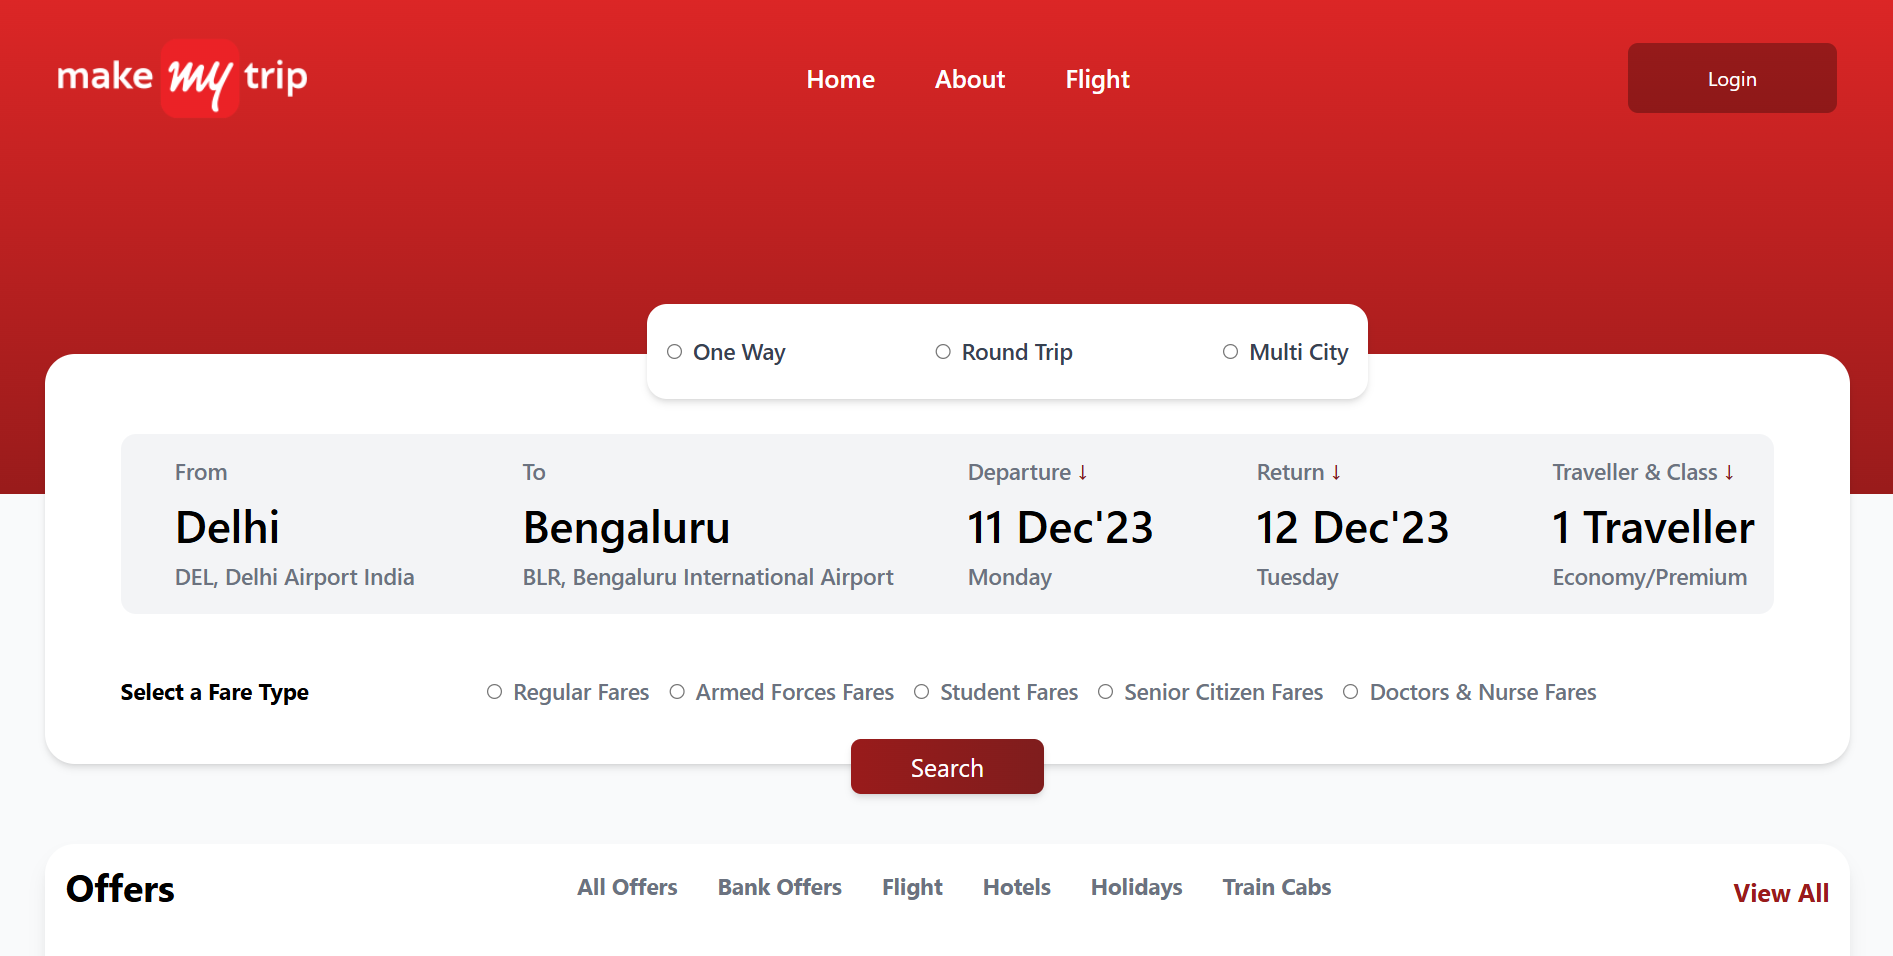 make my trip
Home About Flight
Login
One Way Round Trip Multi City
From To Departure ↓ Return ↓ Traveller & Class ↓
Delhi Bengaluru 11 Dec'23 12 Dec'23 1 Traveller
DEL, Delhi Airport India BLR, Bengaluru International Airport Monday Tuesday Economy/Premium
Select a Fare Type Regular Fares Armed Forces Fares Student Fares Senior Citizen Fares Doctors & Nurse Fares
Search
Offers All Offers Bank Offers Flight Hotels Holidays Train Cabs View All